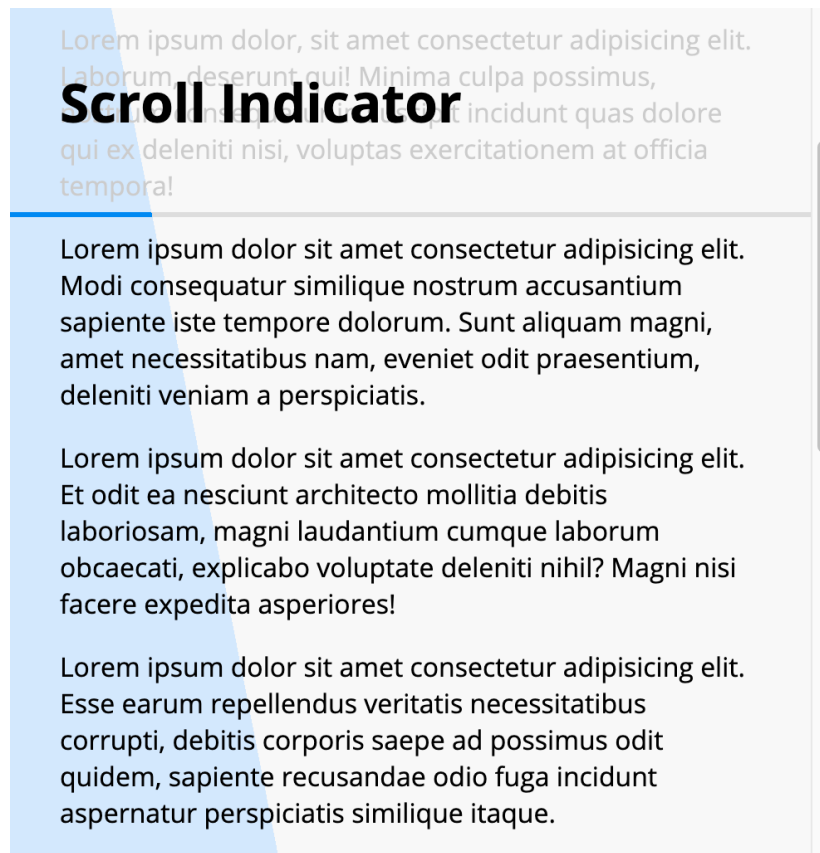 Lorem ipsum dolor, sit amet consectetur adipisicing elit.
Laborum, deserunt qui! Minima culpa possimus,
Scroll Indicator
incidunt quas dolore
qui ex deleniti nisi, voluptas exercitationem at officia
tempora!
Lorem ipsum dolor sit amet consectetur adipisicing elit.
Modi consequatur similique nostrum accusantium
sapiente iste tempore dolorum. Sunt aliquam magni,
amet necessitatibus nam, eveniet odit praesentium,
deleniti veniam a perspiciatis.
Lorem ipsum dolor sit amet consectetur adipisicing elit.
Et odit ea nesciunt architecto mollitia debitis
laboriosam, magni laudantium cumque laborum
obcaecati, explicabo voluptate deleniti nihil? Magni nisi
facere expedita asperiores!
Lorem ipsum dolor sit amet consectetur adipisicing elit.
Esse earum repellendus veritatis necessitatibus
corrupti, debitis corporis saepe ad possimus odit
quidem, sapiente recusandae odio fuga incidunt
aspernatur perspiciatis similique itaque.